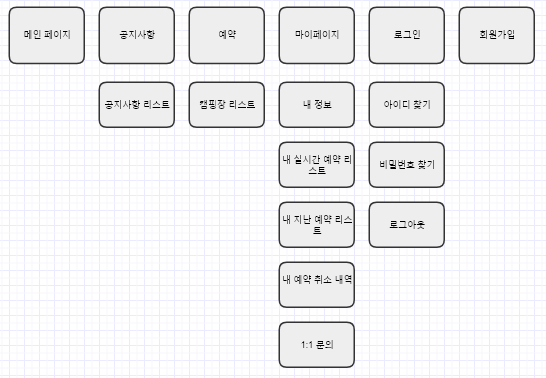 메인 페이지
공지사항
예약
마이페이지
로그인
회원가입
공지사항 리스트
캠핑장 리스트
내 정보
아이디 찾기
내 실시간 예약 리
스트
비밀번호 찾기
내 지난 예약 리스
트
로그아웃
내 예약 취소 내역
1:1 문의